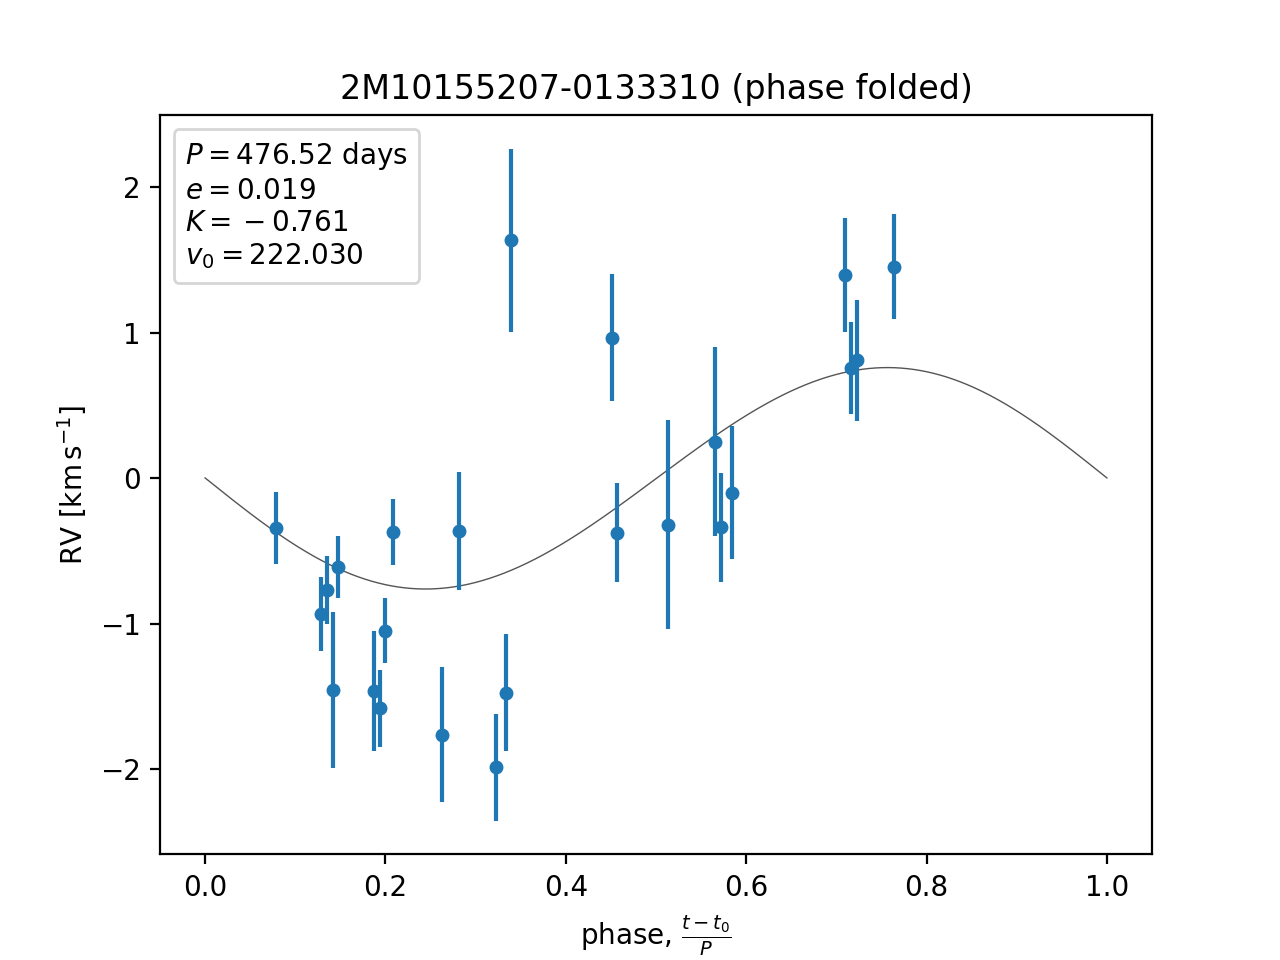 2M10155207-0133310 (phase folded)
P = 476.52 days
e = 0.019
K = −0.761
v₀ = 222.030
2
1
0
−1
−2
RV [km s⁻¹]
0.0 0.2 0.4 0.6 0.8 1.0
phase, (t − t₀)/P